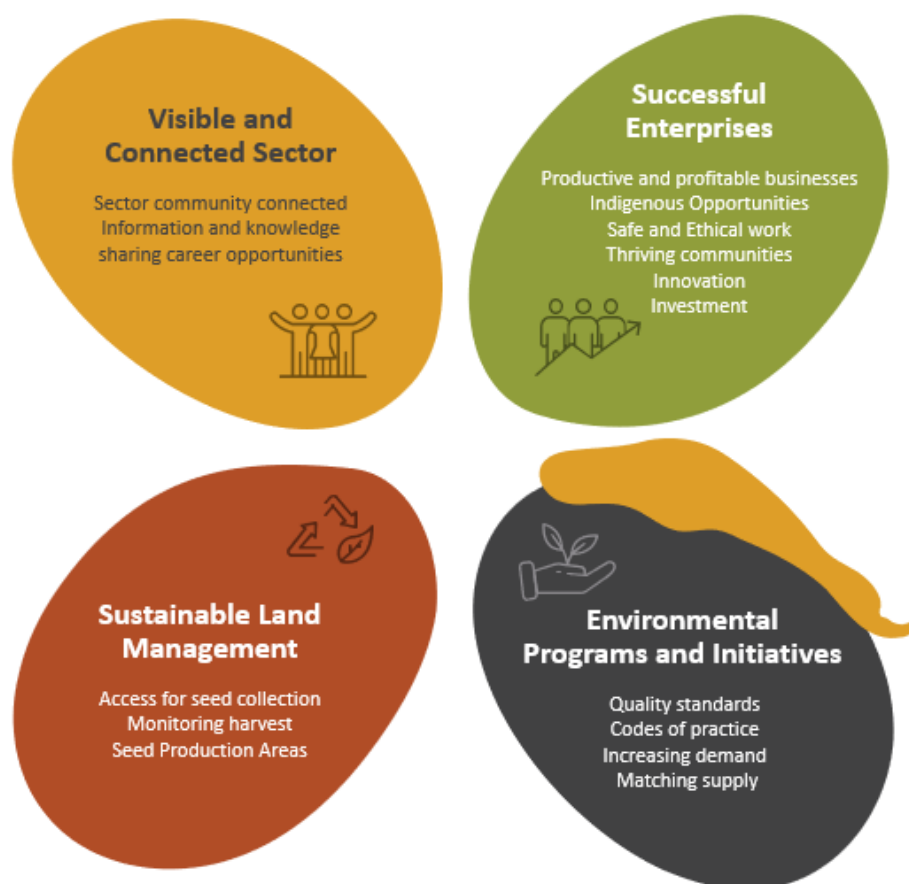 Visible and
Connected Sector
Sector community connected
Information and knowledge
sharing career opportunities
Successful
Enterprises
Productive and profitable businesses
Indigenous Opportunities
Safe and Ethical work
Thriving communities
Innovation
Investment
Sustainable Land
Management
Access for seed collection
Monitoring harvest
Seed Production Areas
Environmental
Programs and Initiatives
Quality standards
Codes of practice
Increasing demand
Matching supply